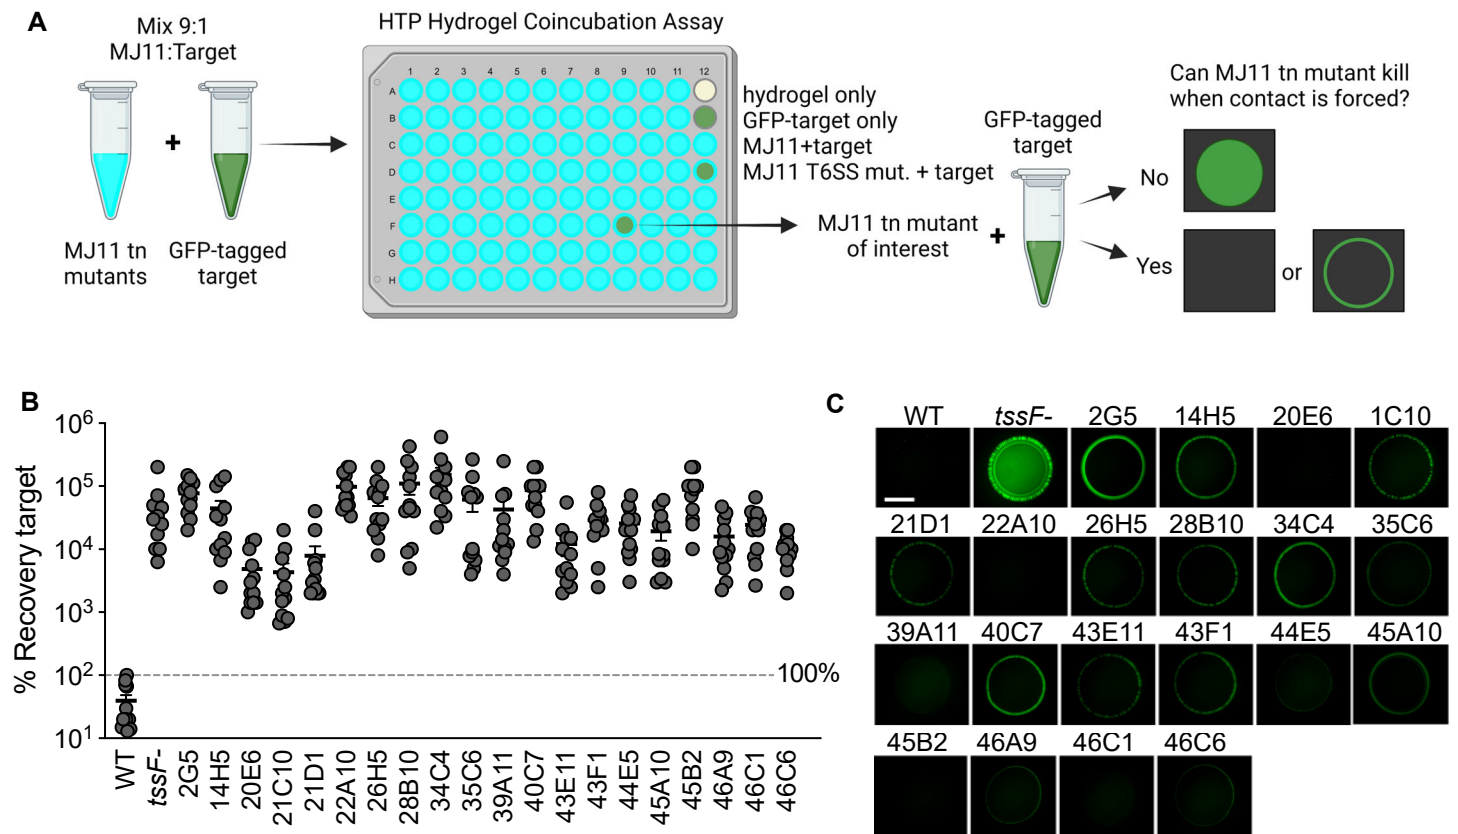 A
Mix 9:1
MJ11:Target
HTP Hydrogel Coincubation Assay
+
MJ11 tn
mutants
GFP-tagged
target
1 2 3 4 5 6 7 8 9 10 11 12
A
B
C
D
E
F
G
H
hydrogel only
GFP-target only
MJ11+target
MJ11 T6SS mut. + target
MJ11 tn mutant
of interest
+
GFP-tagged
target
Can MJ11 tn mutant kill
when contact is forced?
No
Yes
or
B
% Recovery target
10⁶
10⁵
10⁴
10³
10²
10¹
100%
WT
tssF-
2G5
14H5
20E6
21C10
21D1
22A10
26H5
28B10
34C4
35C6
39A11
40C7
43E11
43F1
44E5
45A10
45B2
46A9
46C1
46C6
C
WT tssF- 2G5 14H5 20E6 1C10
21D1 22A10 26H5 28B10 34C4 35C6
39A11 40C7 43E11 43F1 44E5 45A10
45B2 46A9 46C1 46C6